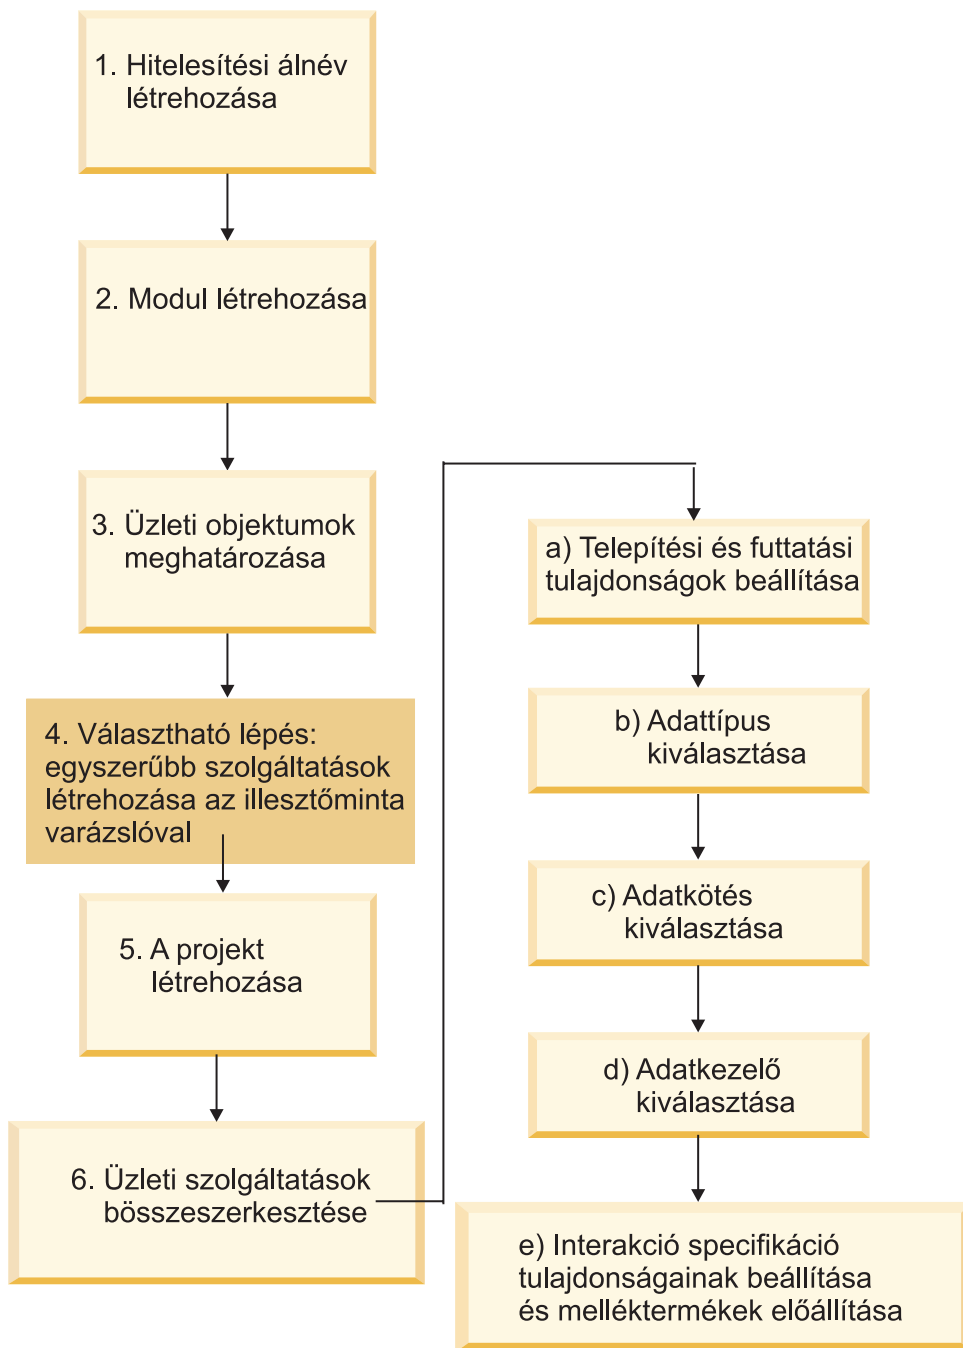 1. Hitelesítési álnév
létrehozása
2. Modul létrehozása
3. Üzleti objektumok
meghatározása
4. Választható lépés:
egyszerűbb szolgáltatások
létrehozása az illesztőminta
varázslóval
5. A projekt
létrehozása
6. Üzleti szolgáltatások
bösszeszerkesztése
a) Telepítési és futtatási
tulajdonságok beállítása
b) Adattípus
kiválasztása
c) Adatkötés
kiválasztása
d) Adatkezelő
kiválasztása
e) Interakció specifikáció
tulajdonságainak beállítása
és melléktermékek előállítása